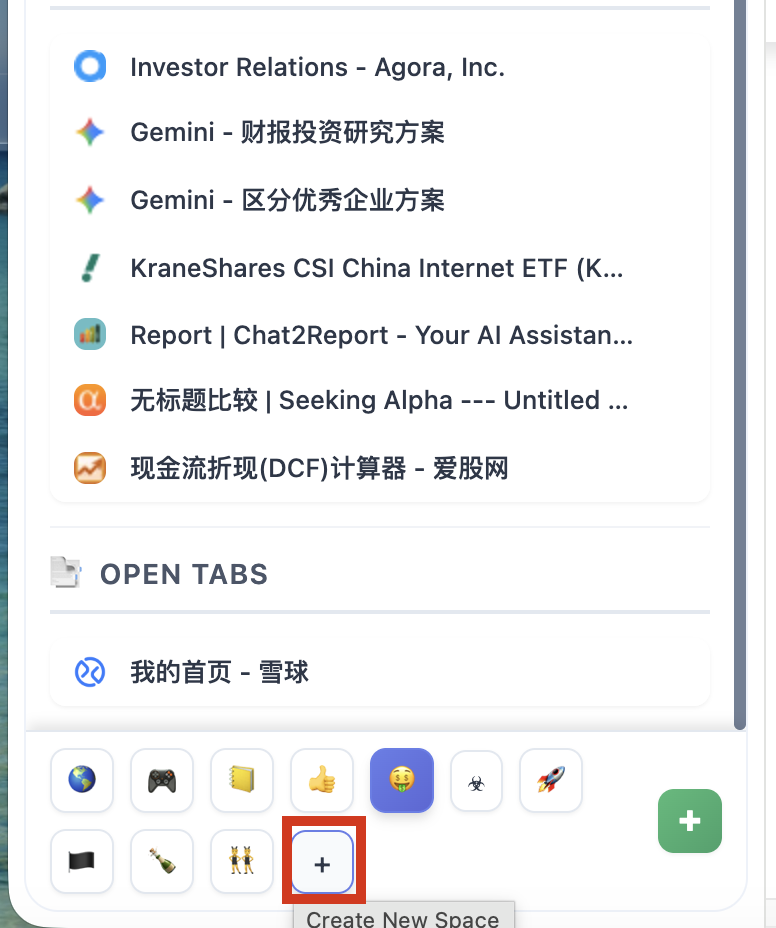 Investor Relations - Agora, Inc.
Gemini - 财报投资研究方案
Gemini - 区分优秀企业方案
KraneShares CSI China Internet ETF (K...
Report | Chat2Report - Your AI Assistan...
无标题比较 | Seeking Alpha --- Untitled ...
现金流折现(DCF)计算器 - 爱股网
OPEN TABS
我的首页 - 雪球
Create New Space